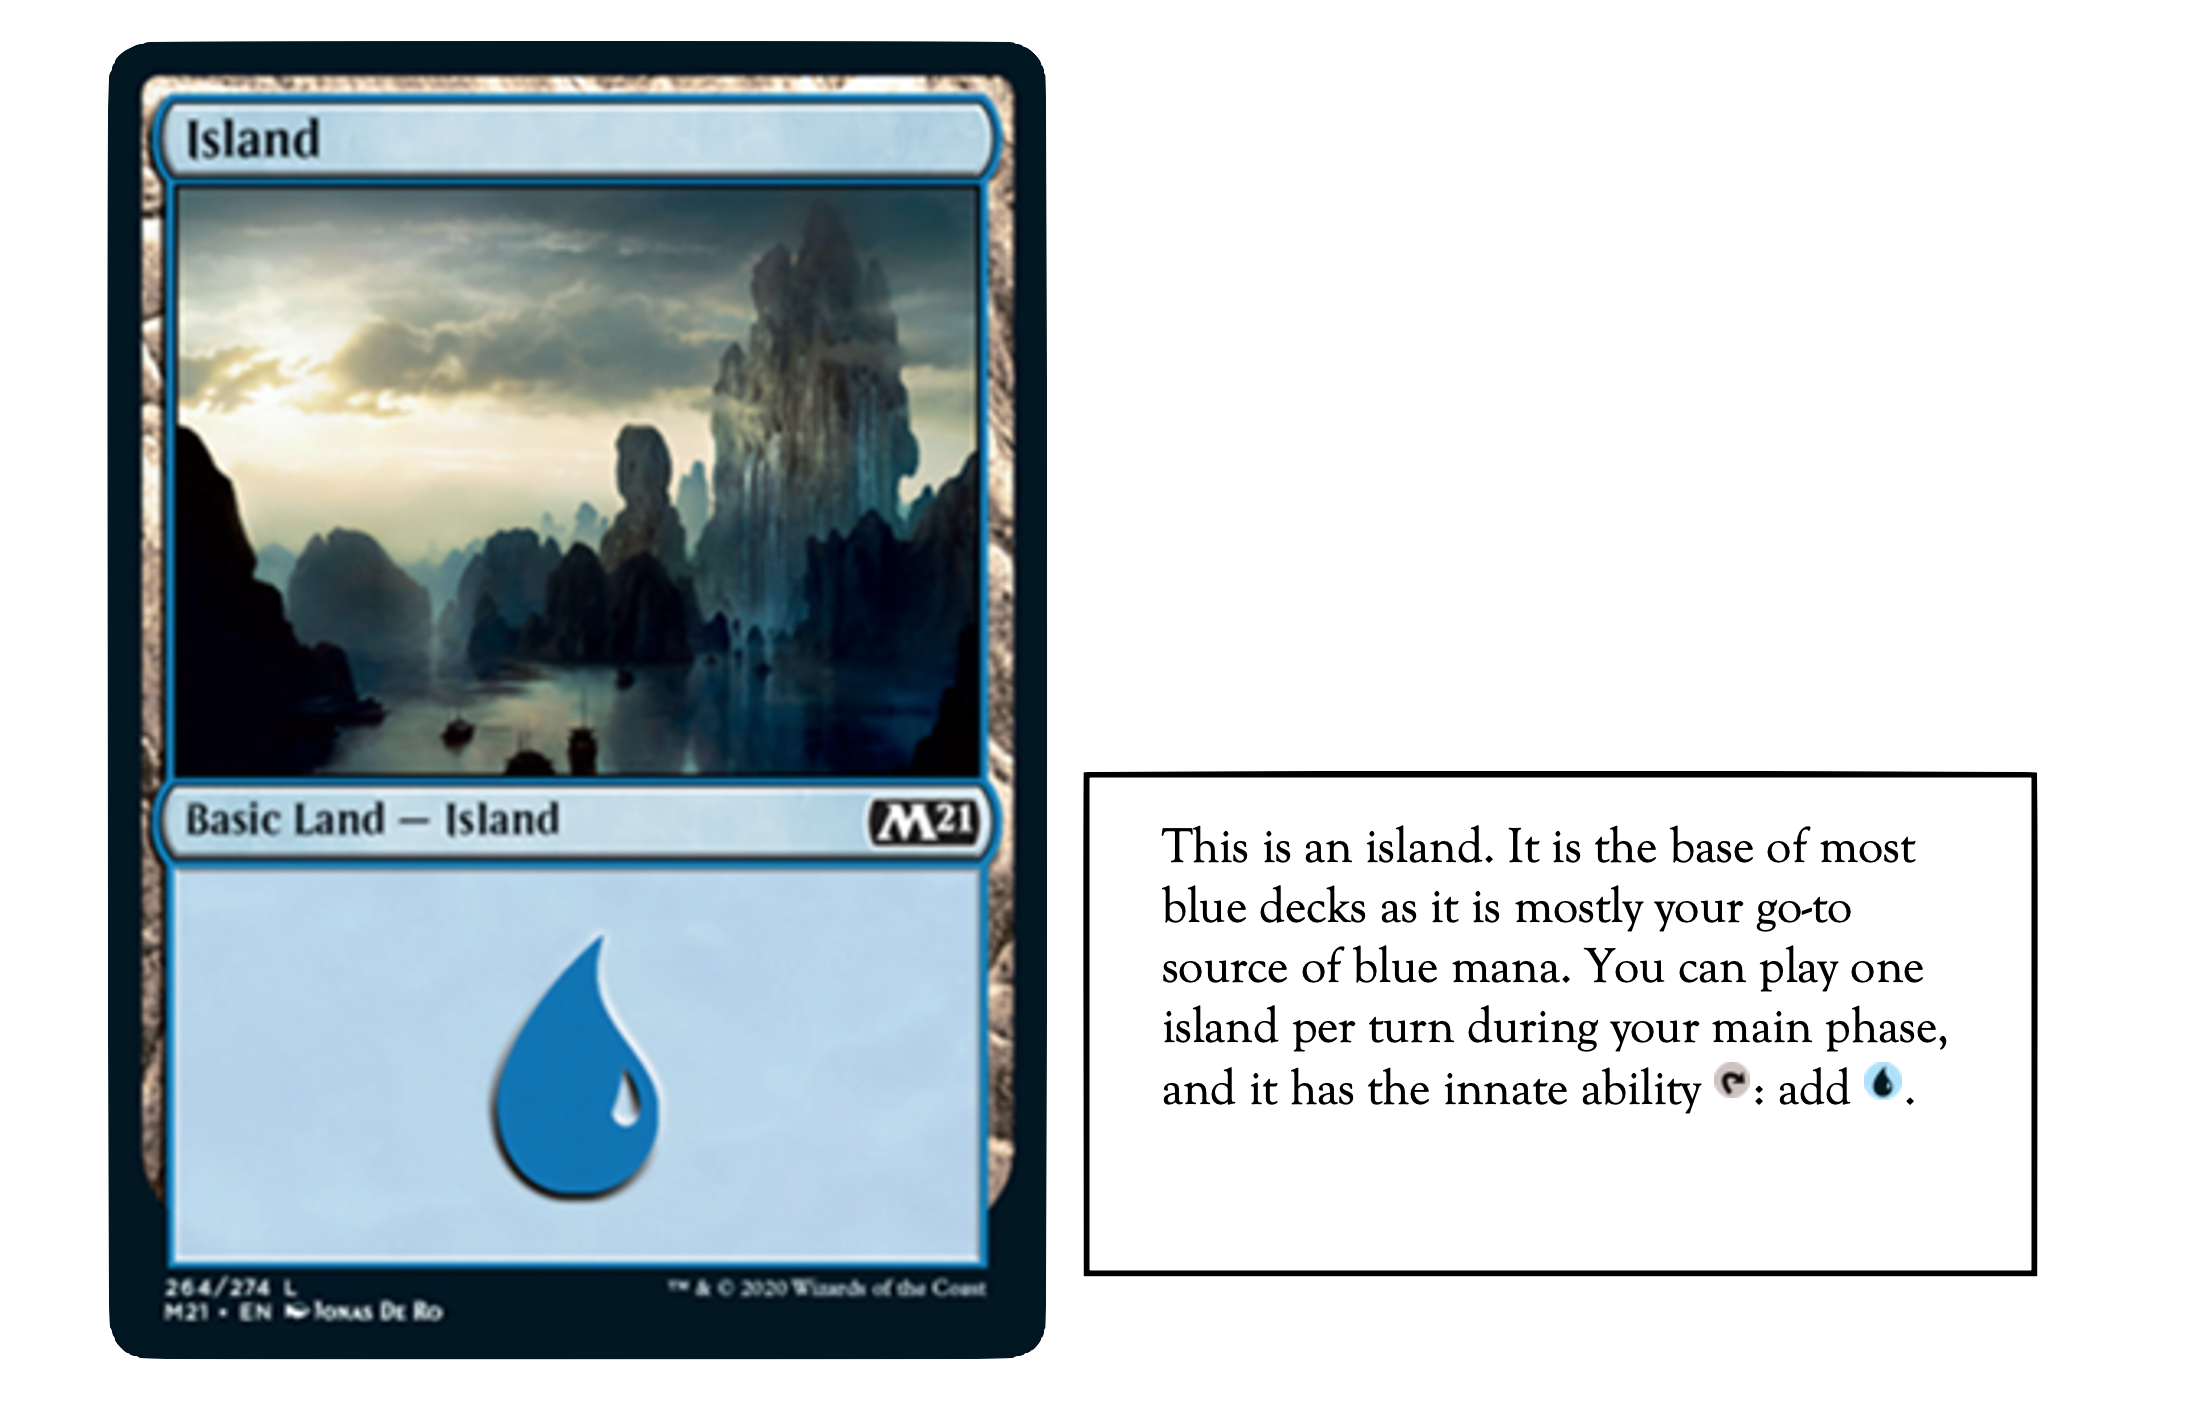 Island
Basic Land — Island
M21
264/274 L
M21 • EN Jonas De Ro
™ & © 2020 Wizards of the Coast
This is an island. It is the base of most
blue decks as it is mostly your go-to
source of blue mana. You can play one
island per turn during your main phase,
and it has the innate ability : add .